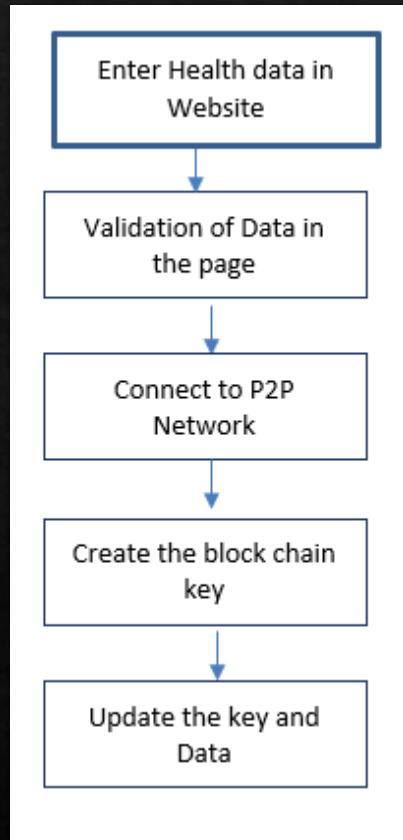 Enter Health data in
Website
Validation of Data in
the page
Connect to P2P
Network
Create the block chain
key
Update the key and
Data